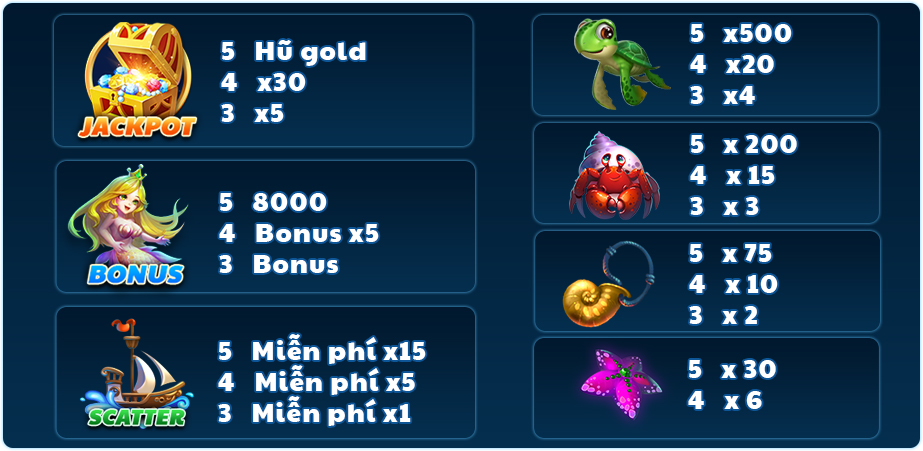 JACKPOT
5 Hũ gold
4 x30
3 x5
BONUS
5 8000
4 Bonus x5
3 Bonus
SCATTER
5 Miễn phí x15
4 Miễn phí x5
3 Miễn phí x1
5 x500
4 x20
3 x4
5 x 200
4 x 15
3 x 3
5 x 75
4 x 10
3 x 2
5 x 30
4 x 6